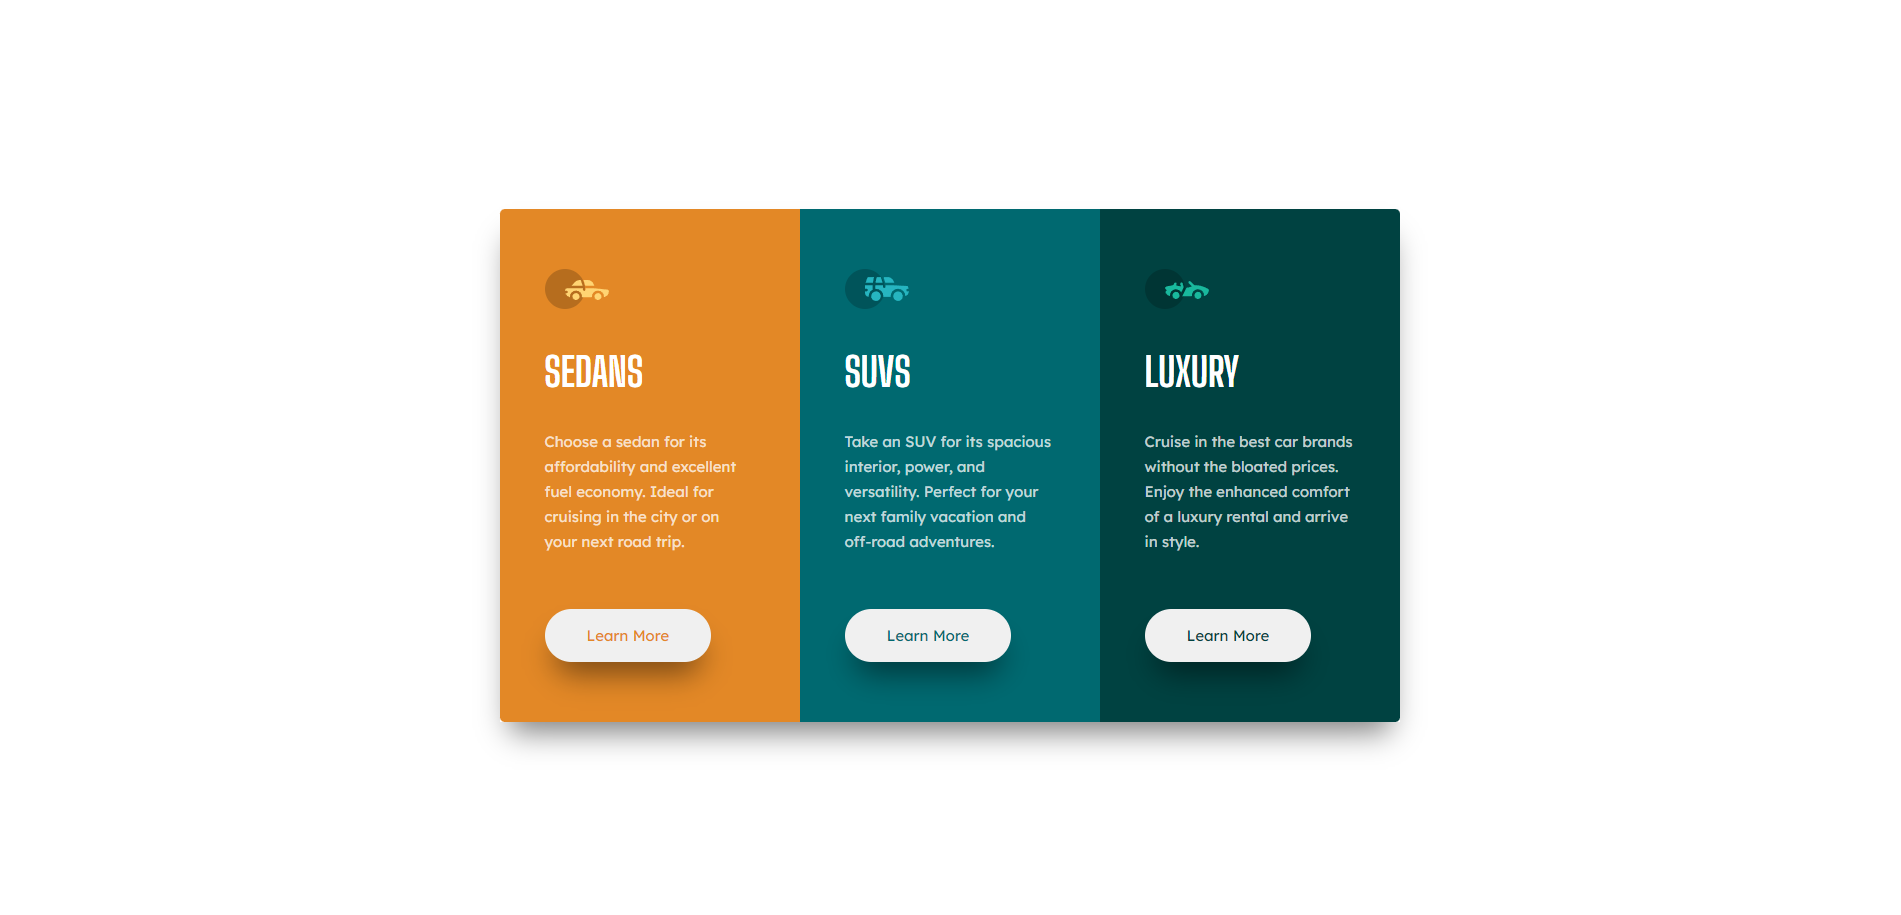 SEDANS
Choose a sedan for its
affordability and excellent
fuel economy. Ideal for
cruising in the city or on
your next road trip.
Learn More
SUVS
Take an SUV for its spacious
interior, power, and
versatility. Perfect for your
next family vacation and
off-road adventures.
Learn More
LUXURY
Cruise in the best car brands
without the bloated prices.
Enjoy the enhanced comfort
of a luxury rental and arrive
in style.
Learn More